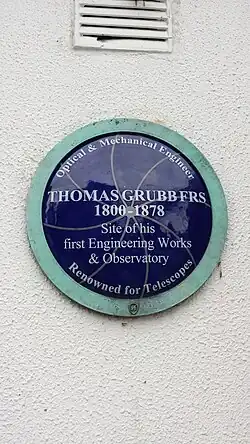 Optical & Mechanical Engineer
THOMAS GRUBB FRS
1800-1878
Site of his
first Engineering Works
& Observatory
Renowned for Telescopes